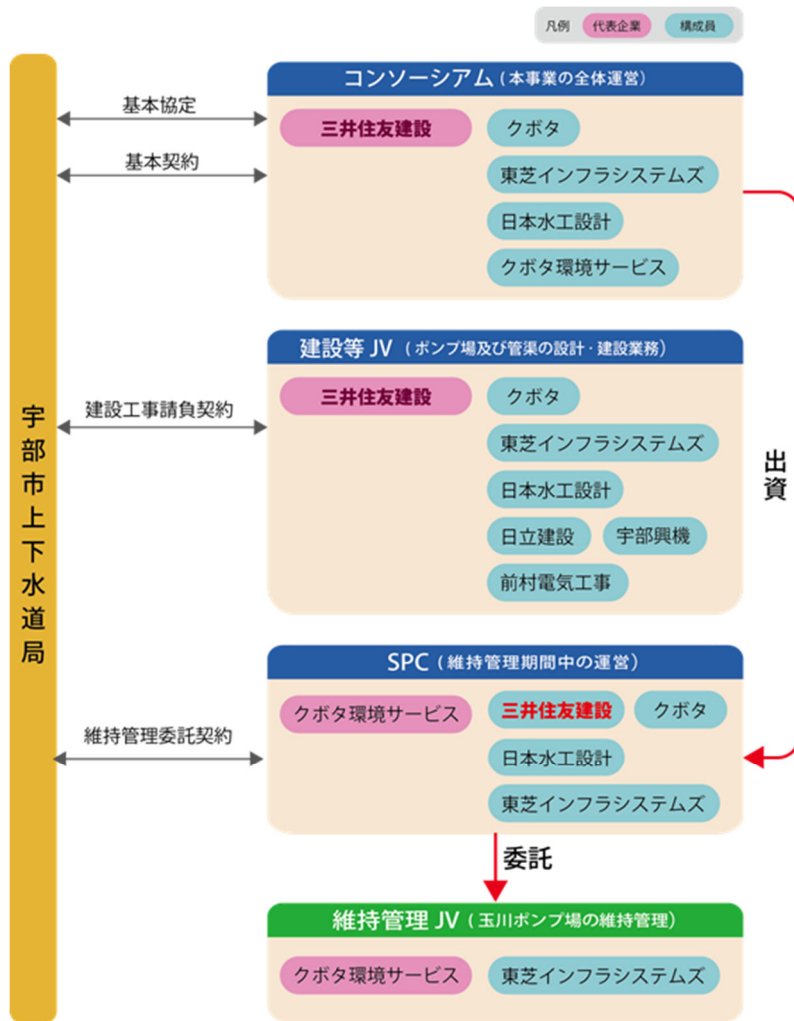 凡例 代表企業 構成員
宇部市上下水道局
基本協定
基本契約
コンソーシアム（本事業の全体運営）
三井住友建設 クボタ
東芝インフラシステムズ
日本水工設計
クボタ環境サービス
建設工事請負契約
建設等 JV （ポンプ場及び管渠の設計・建設業務）
三井住友建設 クボタ
東芝インフラシステムズ
日本水工設計
日立建設 宇部興機
前村電気工事
出資
維持管理委託契約
SPC（維持管理期間中の運営）
クボタ環境サービス 三井住友建設 クボタ
日本水工設計
東芝インフラシステムズ
委託
維持管理 JV（玉川ポンプ場の維持管理）
クボタ環境サービス 東芝インフラシステムズ